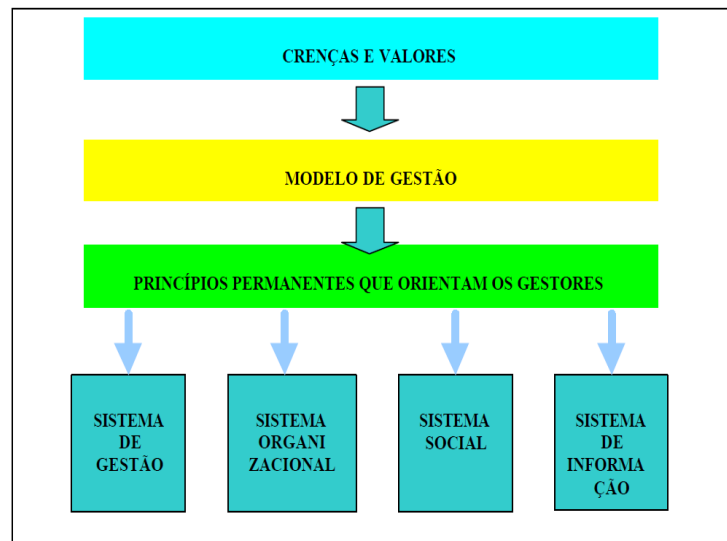 CRENÇAS E VALORES
MODELO DE GESTÃO
PRINCÍPIOS PERMANENTES QUE ORIENTAM OS GESTORES
SISTEMA
DE
GESTÃO
SISTEMA
ORGANI
ZACIONAL
SISTEMA
SOCIAL
SISTEMA
DE
INFORMA
ÇÃO